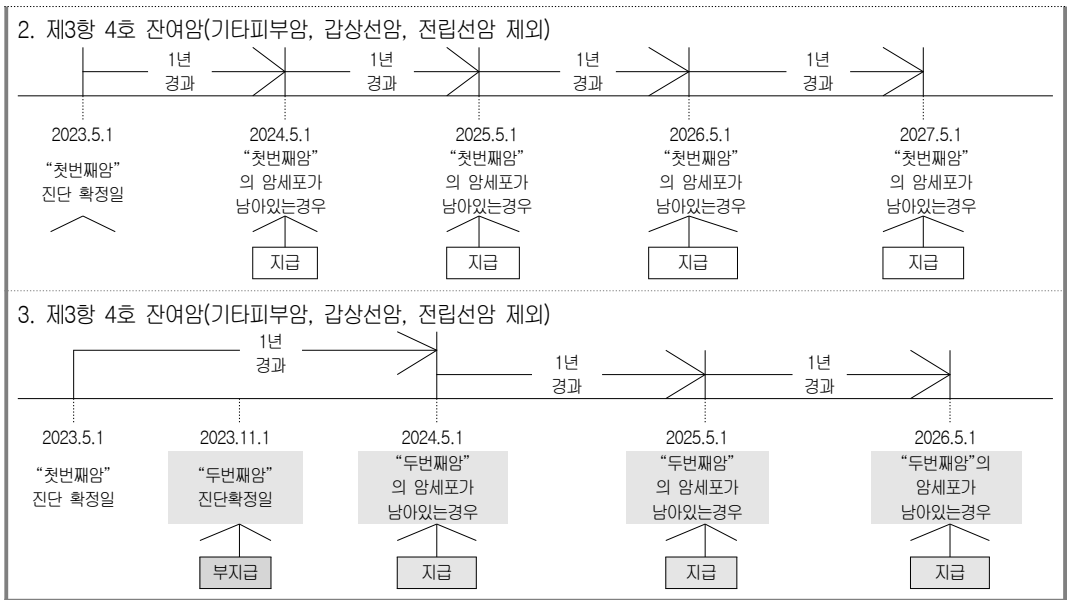 2. 제3항 4호 잔여암(기타피부암, 갑상선암, 전립선암 제외)
1년 1년 1년 1년
경과 경과 경과 경과
2023.5.1 2024.5.1 2025.5.1 2026.5.1 2027.5.1
“첫번째암” “첫번째암” “첫번째암” “첫번째암” “첫번째암”
진단 확정일 의 암세포가 의 암세포가 의 암세포가 의 암세포가
남아있는경우 남아있는경우 남아있는경우 남아있는경우
지급 지급 지급 지급
3. 제3항 4호 잔여암(기타피부암, 갑상선암, 전립선암 제외)
1년 1년 1년
경과 경과 경과
2023.5.1 2023.11.1 2024.5.1 2025.5.1 2026.5.1
“첫번째암” “두번째암” “두번째암” “두번째암” “두번째암”의
진단 확정일 진단확정일 의 암세포가 의 암세포가 암세포가
남아있는경우 남아있는경우 남아있는경우
부지급 지급 지급 지급